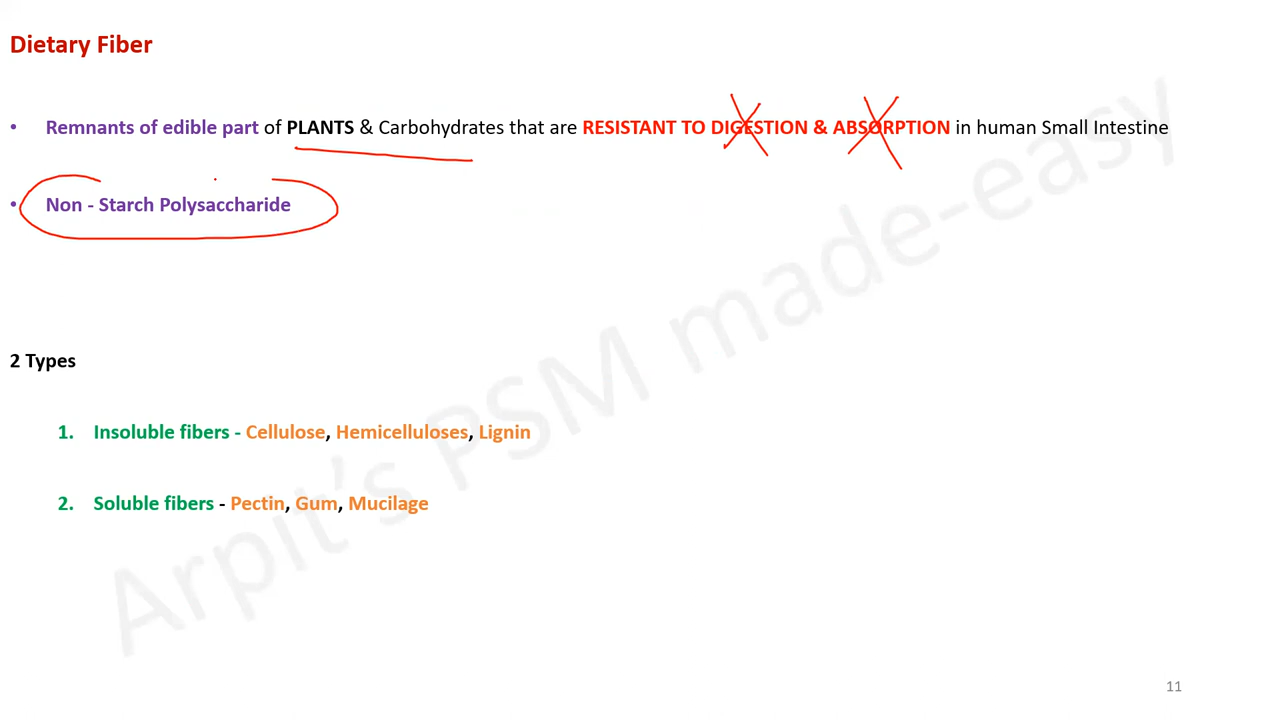 Dietary Fiber
• Remnants of edible part of PLANTS & Carbohydrates that are RESISTANT TO DIGESTION & ABSORPTION in human Small Intestine
• Non - Starch Polysaccharide
2 Types
1. Insoluble fibers - Cellulose, Hemicelluloses, Lignin
2. Soluble fibers - Pectin, Gum, Mucilage
Arpit's PSM made-easy
11